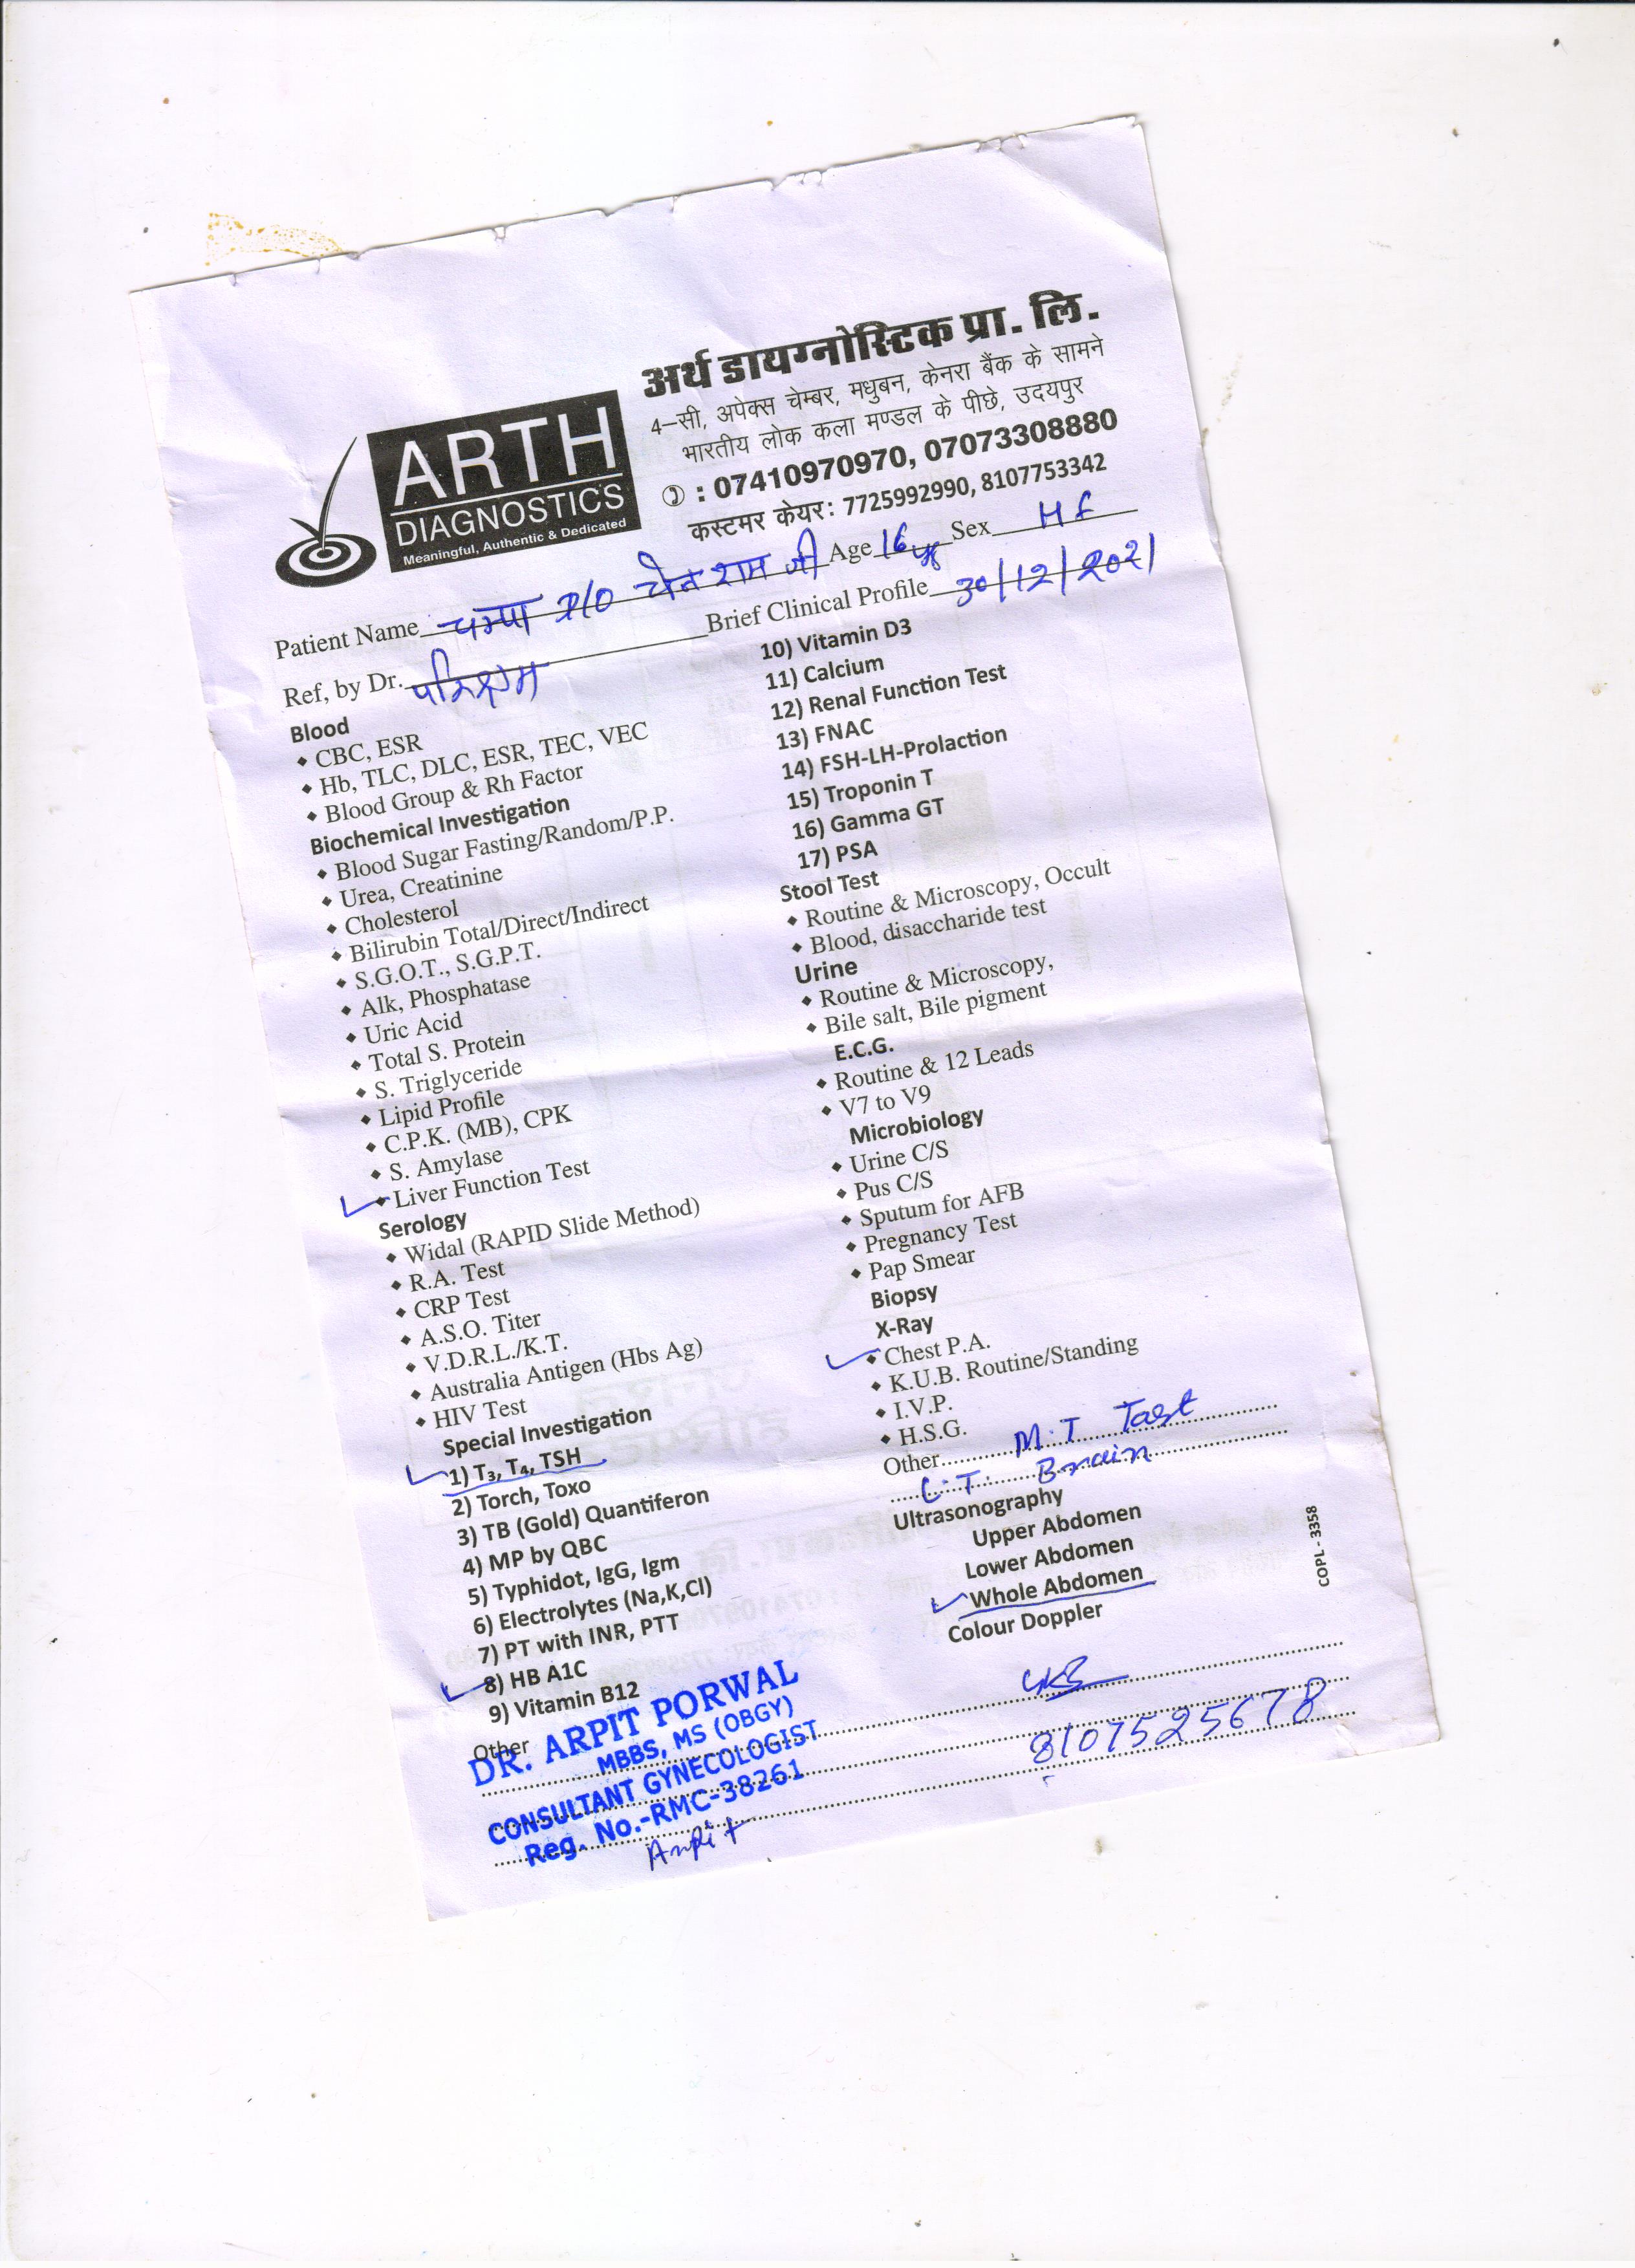 अर्थ डायग्नोस्टिक प्रा. लि.
4–सी, अपेक्स चेम्बर, मधुबन, केनरा बैंक के सामने
भारतीय लोक कला मण्डल के पीछे, उदयपुर
: 07410970970, 07073308880
कस्टमर केयर: 7725992990, 8107753342
ARTH
DIAGNOSTICS
Meaningful, Authentic & Dedicated
Patient Name चम्पा D/O चेन राम जी Age 16 Sex
Ref, by Dr. परिश्रम Brief Clinical Profile 30/12/2021
Blood
CBC, ESR
Hb, TLC, DLC, ESR, TEC, VEC
Blood Group & Rh Factor
Biochemical Investigation
Blood Sugar Fasting/Random/P.P.
Urea, Creatinine
Cholesterol
Bilirubin Total/Direct/Indirect
S.G.O.T., S.G.P.T.
Alk, Phosphatase
Uric Acid
Total S. Protein
S. Triglyceride
Lipid Profile
C.P.K. (MB), CPK
S. Amylase
Liver Function Test
Serology
Widal (RAPID Slide Method)
R.A. Test
CRP Test
A.S.O. Titer
V.D.R.L./K.T.
Australia Antigen (Hbs Ag)
HIV Test
Special Investigation
1) T₃, T₄, TSH
2) Torch, Toxo
3) TB (Gold) Quantiferon
4) MP by QBC
5) Typhidot, IgG, Igm
6) Electrolytes (Na,K,Cl)
7) PT with INR, PTT
8) HB A1C
9) Vitamin B12
10) Vitamin D3
11) Calcium
12) Renal Function Test
13) FNAC
14) FSH-LH-Prolaction
15) Troponin T
16) Gamma GT
17) PSA
Stool Test
Routine & Microscopy, Occult
Blood, disaccharide test
Urine
Routine & Microscopy,
Bile salt, Bile pigment
E.C.G.
Routine & 12 Leads
V7 to V9
Microbiology
Urine C/S
Pus C/S
Sputum for AFB
Pregnancy Test
Pap Smear
Biopsy
X-Ray
Chest P.A.
K.U.B. Routine/Standing
I.V.P.
H.S.G.
Other M.T Tast
C.T. Brain
Ultrasonography
Upper Abdomen
Lower Abdomen
Whole Abdomen
Colour Doppler
COPL - 3358
Other
DR. ARPIT PORWAL
MBBS, MS (OBGY)
CONSULTANT GYNECOLOGIST
Reg. No.-RMC-38261
Arpit
8107525678